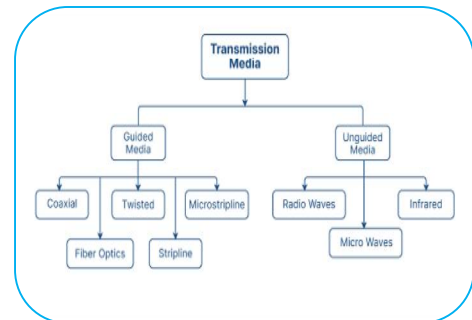 Transmission
Media
Guided
Media
Unguided
Media
Coaxial
Twisted
Microstripline
Radio Waves
Infrared
Fiber Optics
Stripline
Micro Waves